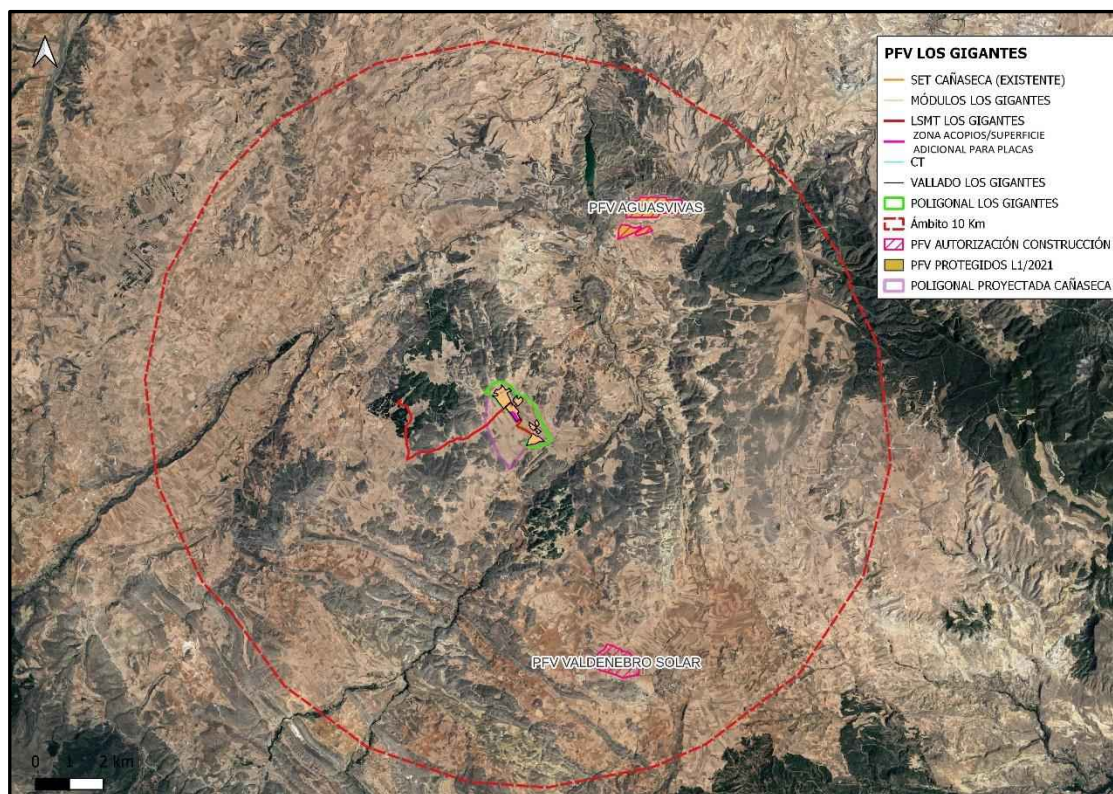 PFV LOS GIGANTES
SET CAÑASECA (EXISTENTE)
MÓDULOS LOS GIGANTES
LSMT LOS GIGANTES
ZONA ACOPIOS/SUPERFICIE
ADICIONAL PARA PLACAS
CT
VALLADO LOS GIGANTES
POLIGONAL LOS GIGANTES
Ámbito 10 Km
PFV AUTORIZACIÓN CONSTRUCCIÓN
PFV PROTEGIDOS L1/2021
POLIGONAL PROYECTADA CAÑASECA
PFV AGUASVIVAS
PFV VALDENEBRO SOLAR
0 1 2 km